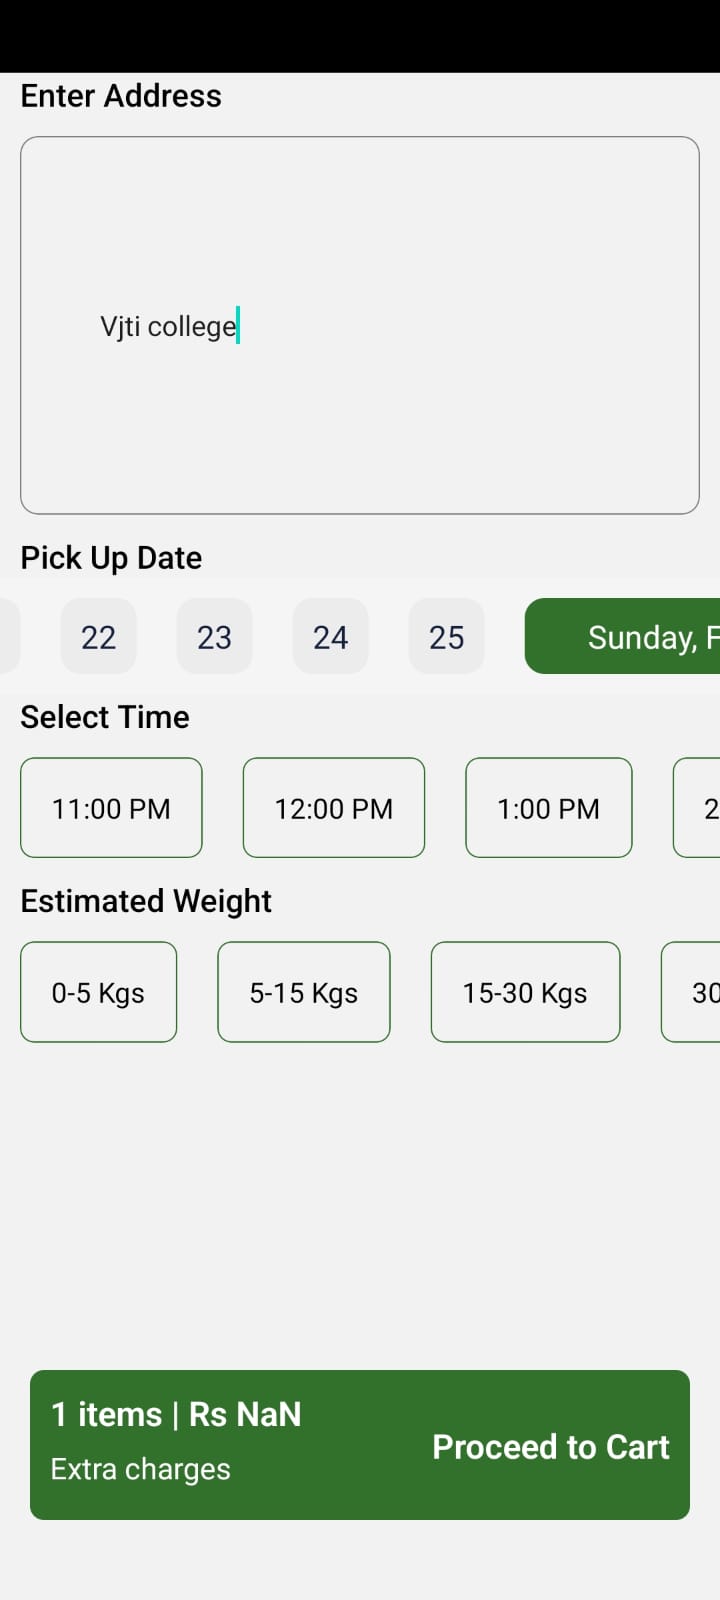 Enter Address
Vjti college
Pick Up Date
22 23 24 25 Sunday,
Select Time
11:00 PM 12:00 PM 1:00 PM
Estimated Weight
0-5 Kgs 5-15 Kgs 15-30 Kgs
1 items | Rs NaN
Extra charges
Proceed to Cart